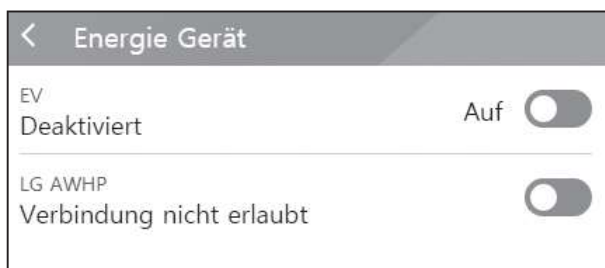 Energie Gerät
EV
Deaktiviert
Auf
LG AWHP
Verbindung nicht erlaubt